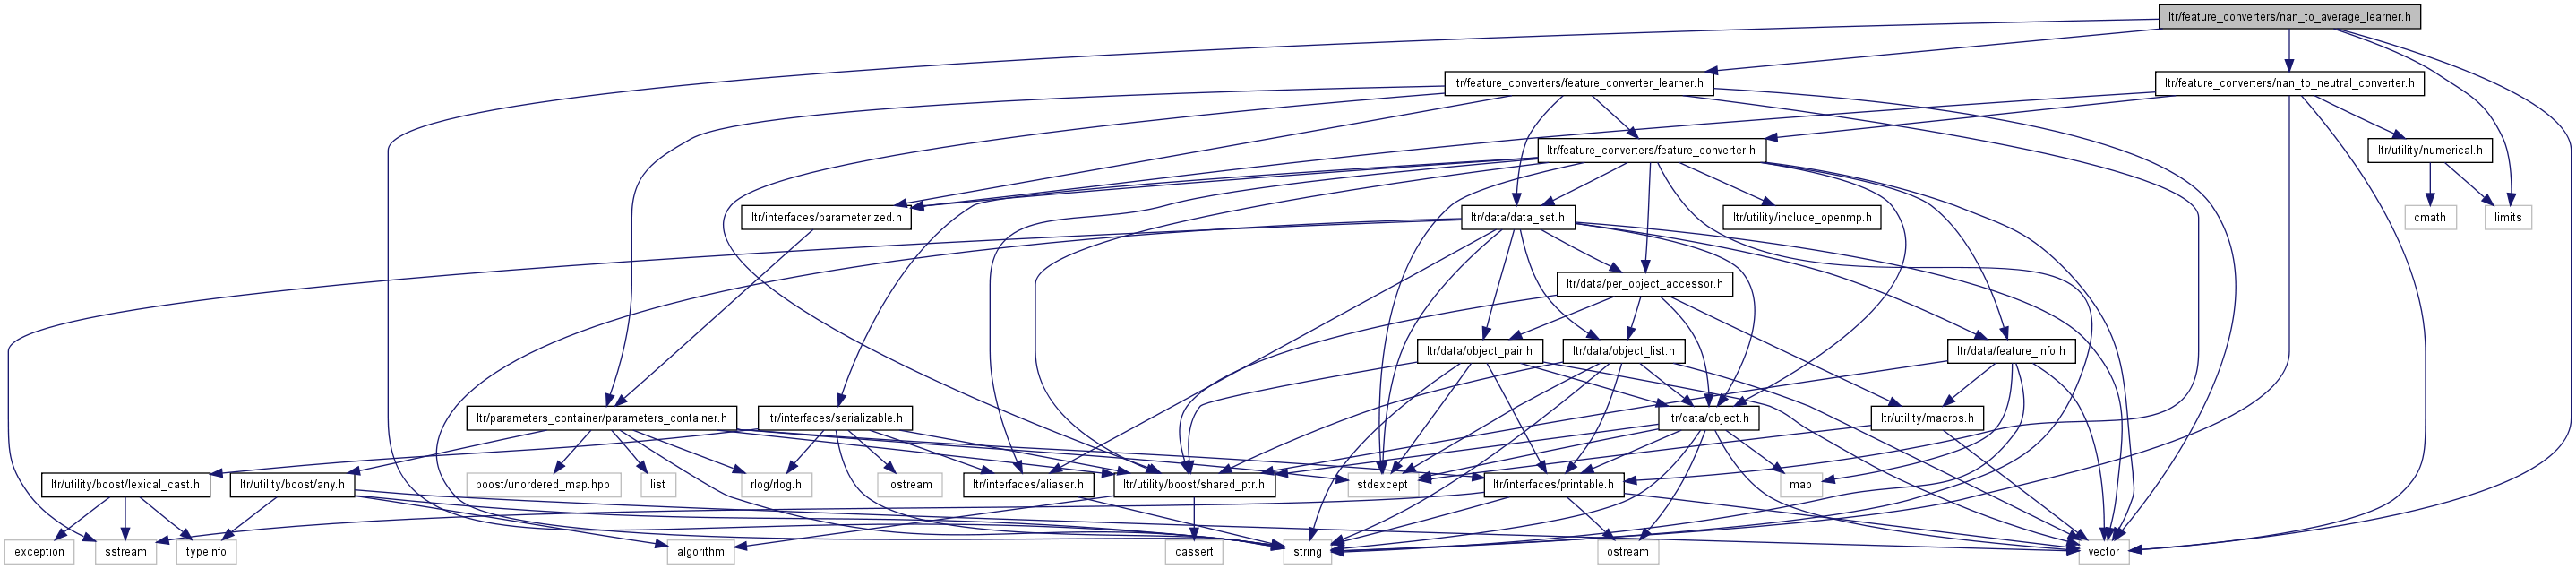 ltr/feature_converters/nan_to_average_learner.h
ltr/feature_converters/feature_converter_learner.h
ltr/feature_converters/nan_to_neutral_converter.h
ltr/feature_converters/feature_converter.h
ltr/utility/numerical.h
ltr/interfaces/parameterized.h
ltr/data/data_set.h
ltr/utility/include_openmp.h
cmath
limits
ltr/data/per_object_accessor.h
ltr/data/object_pair.h
ltr/data/object_list.h
ltr/data/feature_info.h
ltr/parameters_container/parameters_container.h
ltr/interfaces/serializable.h
ltr/data/object.h
ltr/utility/macros.h
ltr/utility/boost/lexical_cast.h
ltr/utility/boost/any.h
boost/unordered_map.hpp
list
rlog/rlog.h
iostream
ltr/interfaces/aliaser.h
ltr/utility/boost/shared_ptr.h
stdexcept
ltr/interfaces/printable.h
map
exception
sstream
typeinfo
algorithm
cassert
string
ostream
vector